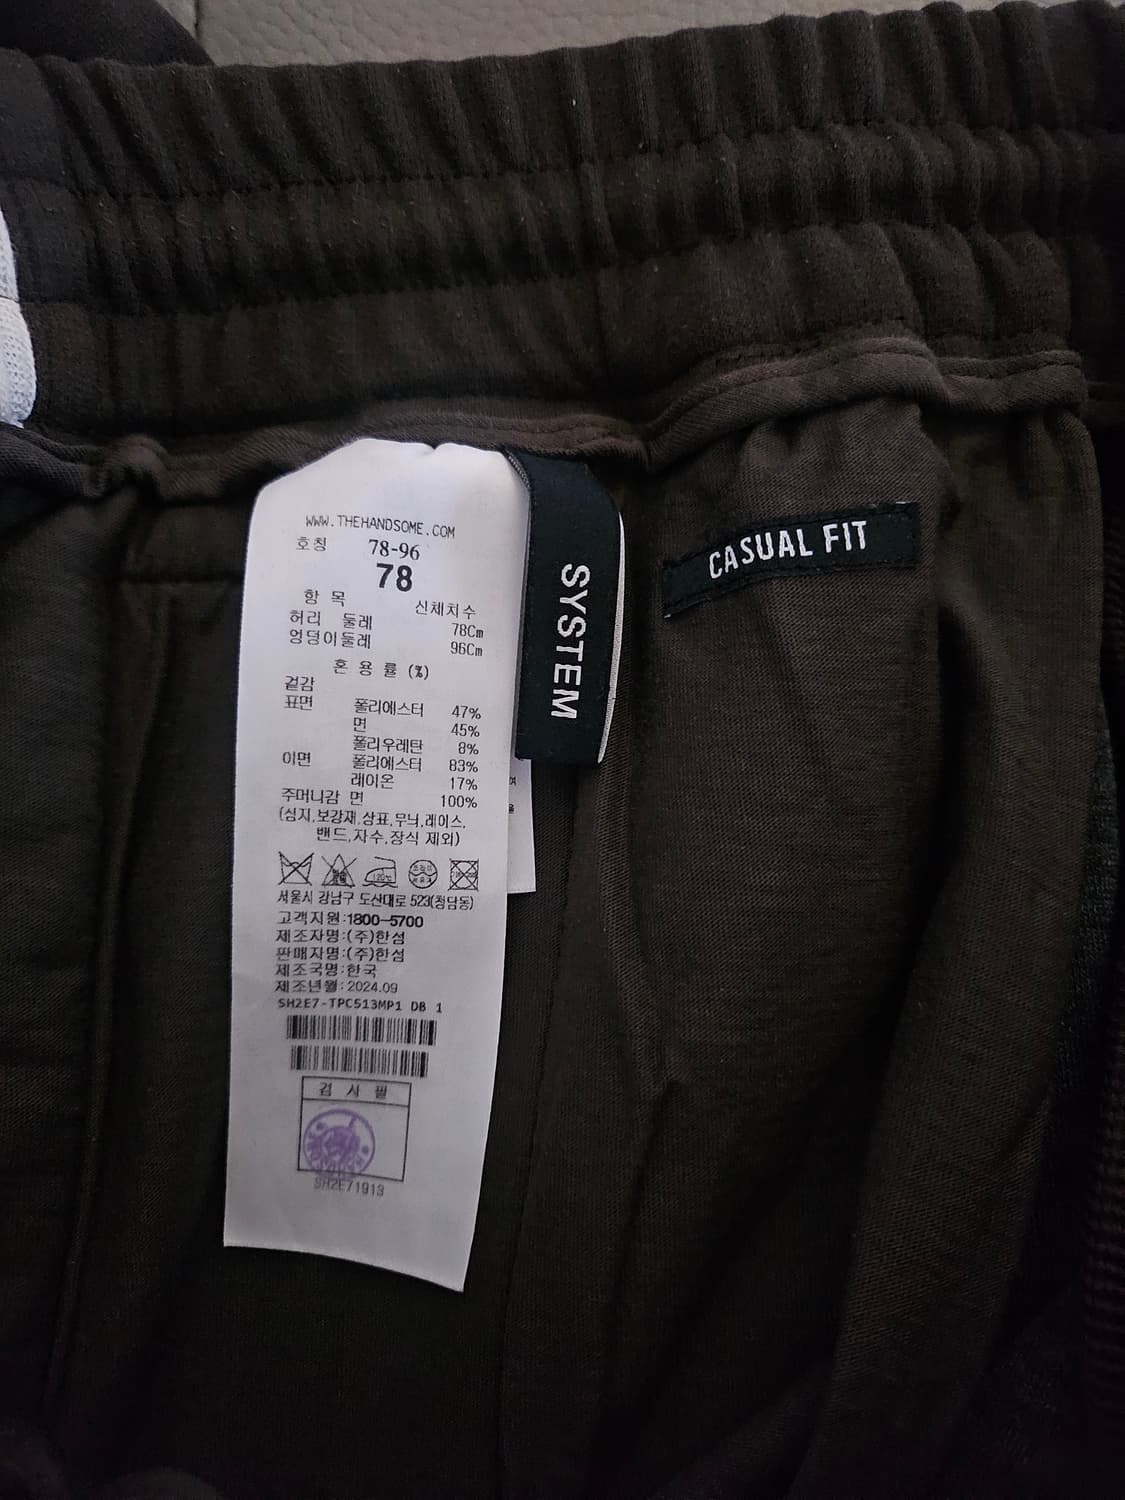 WWW.THEHANDSOME.COM
호칭 78-96
78
항 목 신체치수
허리 둘레 78Cm
엉덩이둘레 96Cm
혼 용 률 (%)
겉감
표면 폴리에스터 47%
면 45%
폴리우레탄 8%
이면 폴리에스터 83%
레이온 17%
주머니감 면 100%
(심지,보강재,상표,무늬,레이스,
밴드,자수,장식 제외)
서울시 강남구 도산대로 523(청담동)
고객지원:1800-5700
제조자명:(주)한섬
판매자명:(주)한섬
제조국명:한국
제조년월:2024.09
SH2E7-TPC513MP1 DB 1
검 사 필
SH2E71913
SYSTEM
CASUAL FIT